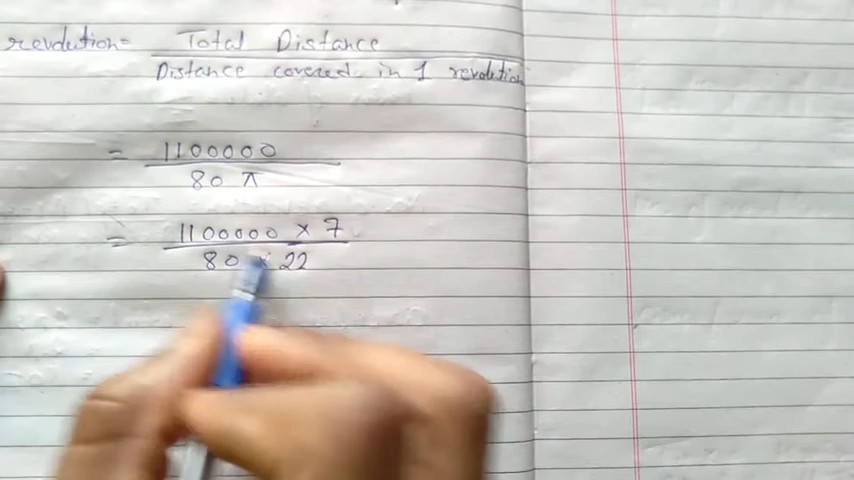 revolution= Total Distance
Distance covered in 1 revolution
= 1100000
80 π
= 1100000 × 7
80 × 22